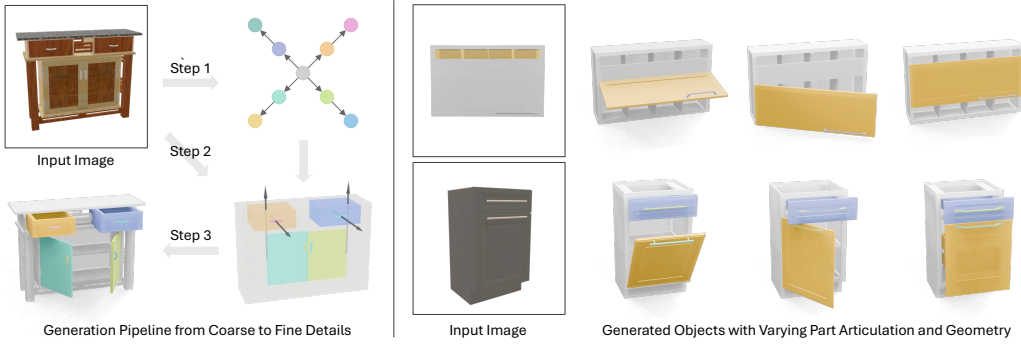 Step 1
Input Image
Step 2
Step 3
Generation Pipeline from Coarse to Fine Details
Input Image
Generated Objects with Varying Part Articulation and Geometry